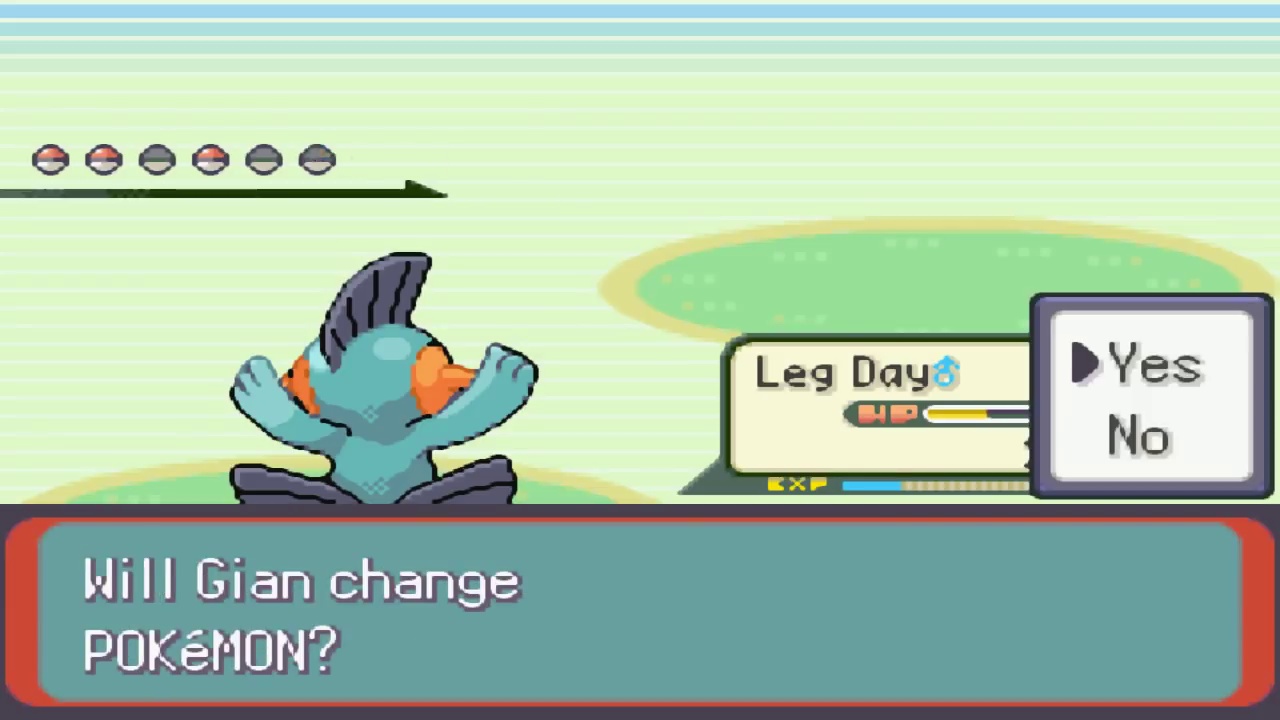 Leg Day♂
HP
EXP
Yes
No
Will Gian change
POKéMON?